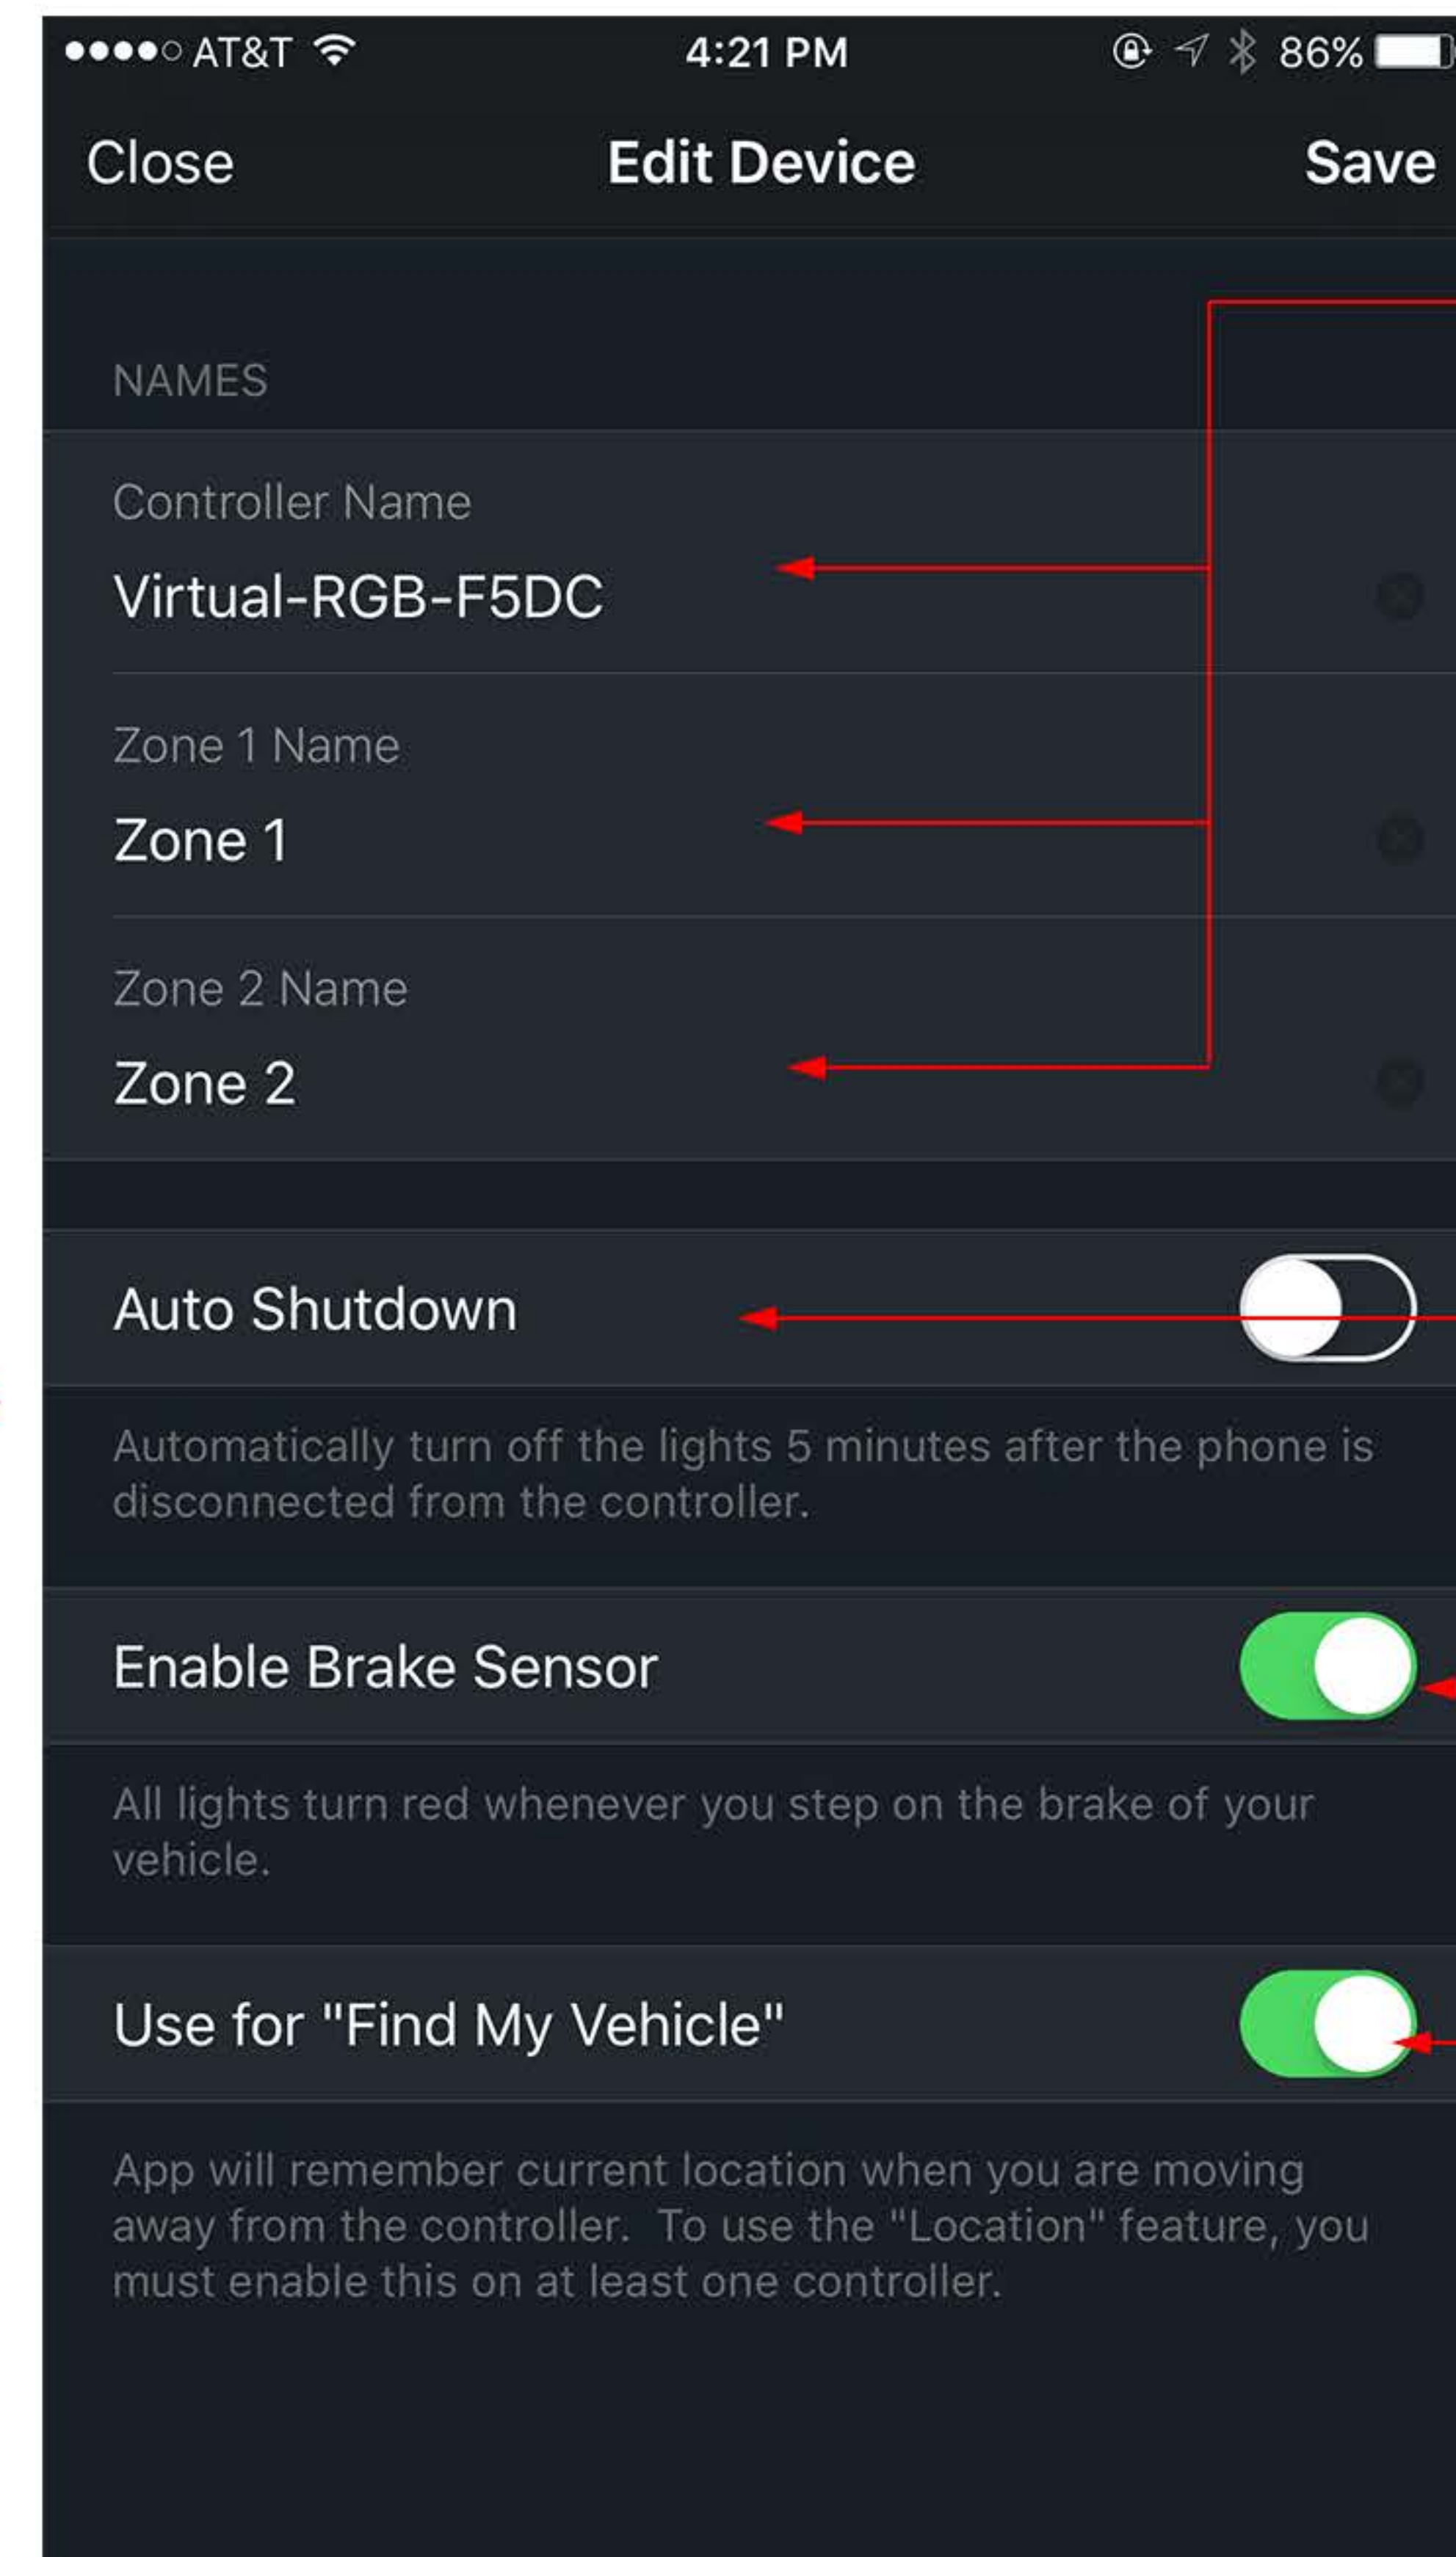 AT&T 4:21 PM 86%
Close Edit Device Save
NAMES
Controller Name
Virtual-RGB-F5DC
Zone 1 Name
Zone 1
Zone 2 Name
Zone 2
Auto Shutdown
Automatically turn off the lights 5 minutes after the phone is
disconnected from the controller.
Enable Brake Sensor
All lights turn red whenever you step on the brake of your
vehicle.
Use for "Find My Vehicle"
App will remember current location when you are moving
away from the controller.  To use the "Location" feature, you
must enable this on at least one controller.